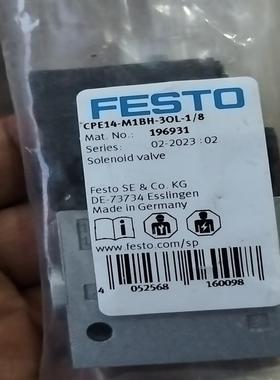 FESTO
CPE14-M1BH-3OL-1/8
Mat. No.: 196931
Series: 02-2023 : 02
Solenoid valve
Festo SE & Co. KG
DE-73734 Esslingen
Made in Germany
www.festo.com/sp
4 052568 160098